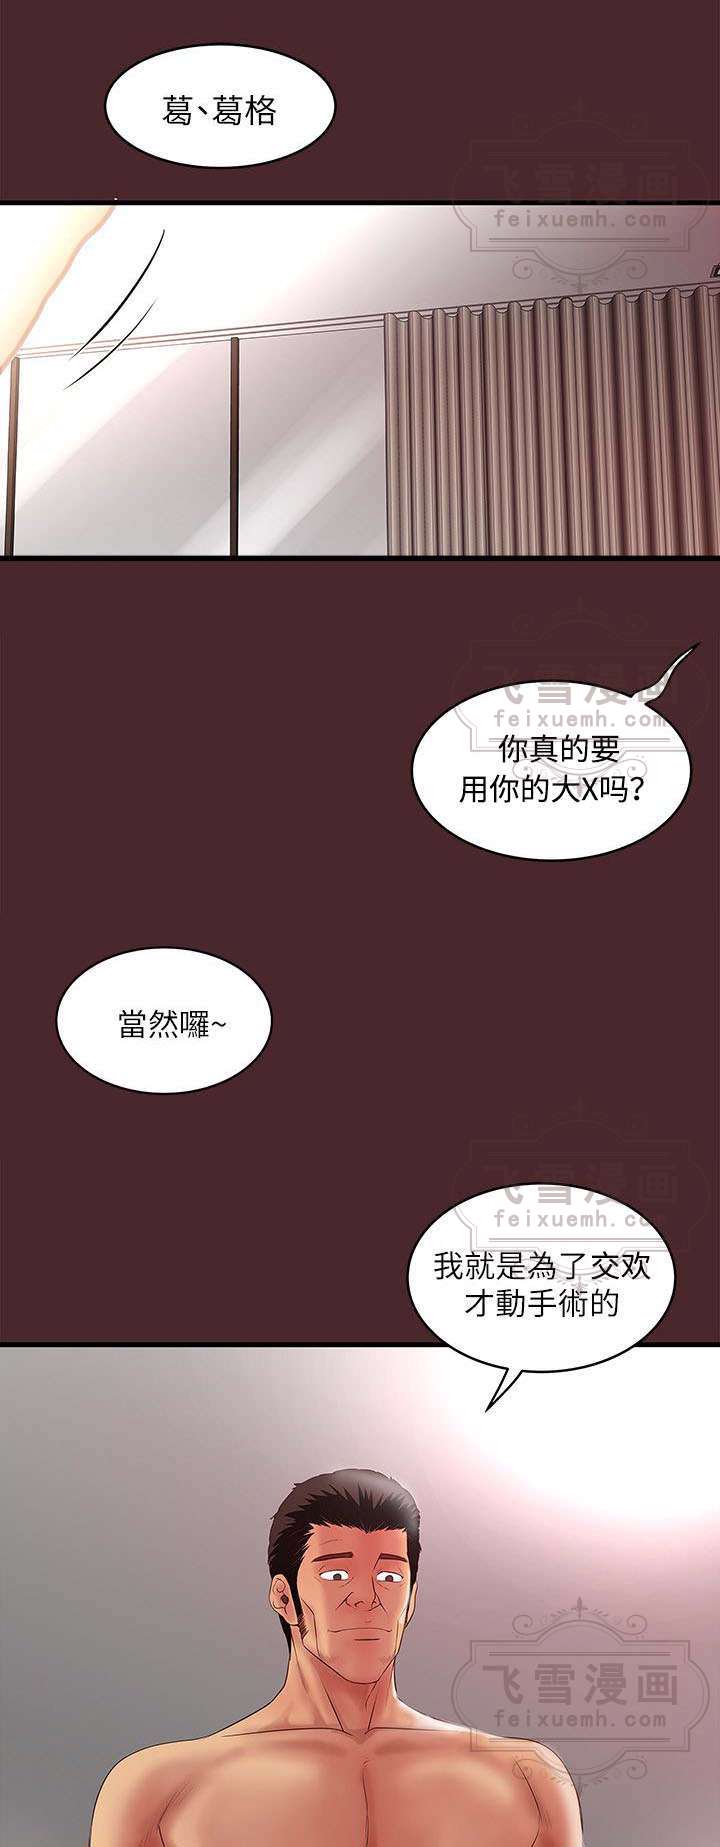 葛、葛格
飞雪漫画
feixuemh.com
飞雪漫画
feixuemh.com
你真的要
用你的大X吗?
當然囉~
飞雪漫画
feixuemh.com
我就是為了交欢
才動手術的
飞雪漫画
feixuemh.com